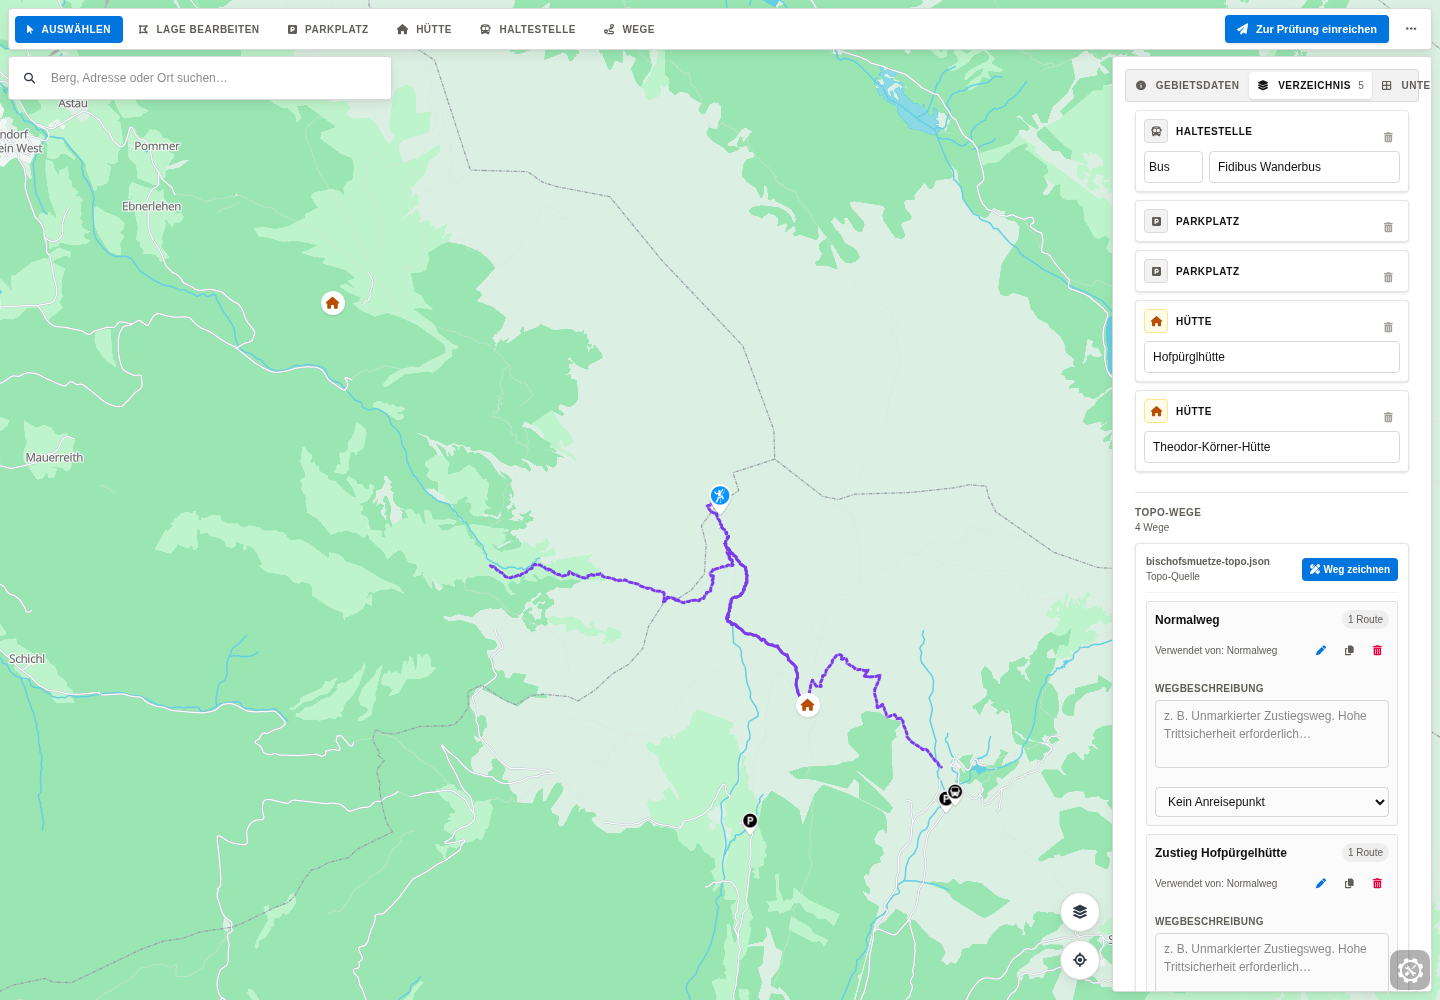 AUSWÄHLEN
LAGE BEARBEITEN
PARKPLATZ
HÜTTE
HALTESTELLE
WEGE
Zur Prüfung einreichen
Berg, Adresse oder Ort suchen…
GEBIETSDATEN
VERZEICHNIS 5
UNTE
Astau
ndorf
ein West
Pommer
Ebnerlehen
Mauerreith
Schichl
P
P
S
HALTESTELLE
Bus
Fidibus Wanderbus
PARKPLATZ
PARKPLATZ
HÜTTE
Hofpürglhütte
HÜTTE
Theodor-Körner-Hütte
TOPO-WEGE
4 Wege
bischofsmuetze-topo.json
Topo-Quelle
Weg zeichnen
Normalweg
1 Route
Verwendet von: Normalweg
WEGBESCHREIBUNG
z. B. Unmarkierter Zustiegsweg. Hohe
Trittsicherheit erforderlich…
Kein Anreisepunkt
Zustieg Hofpürgelhütte
1 Route
Verwendet von: Normalweg
WEGBESCHREIBUNG
z. B. Unmarkierter Zustiegsweg. Hohe
Trittsicherheit erforderlich…